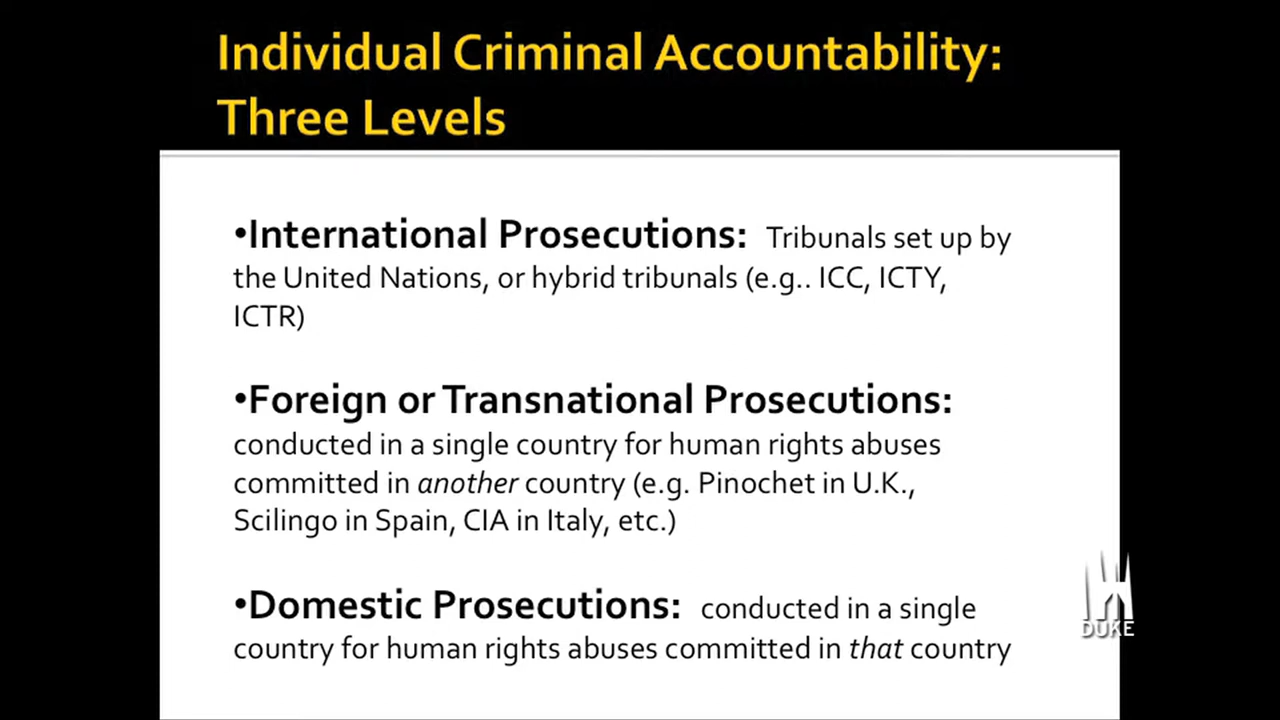 Individual Criminal Accountability:
Three Levels
•International Prosecutions: Tribunals set up by
the United Nations, or hybrid tribunals (e.g.. ICC, ICTY,
ICTR)
•Foreign or Transnational Prosecutions:
conducted in a single country for human rights abuses
committed in another country (e.g. Pinochet in U.K.,
Scilingo in Spain, CIA in Italy, etc.)
•Domestic Prosecutions: conducted in a single
country for human rights abuses committed in that country
DUKE